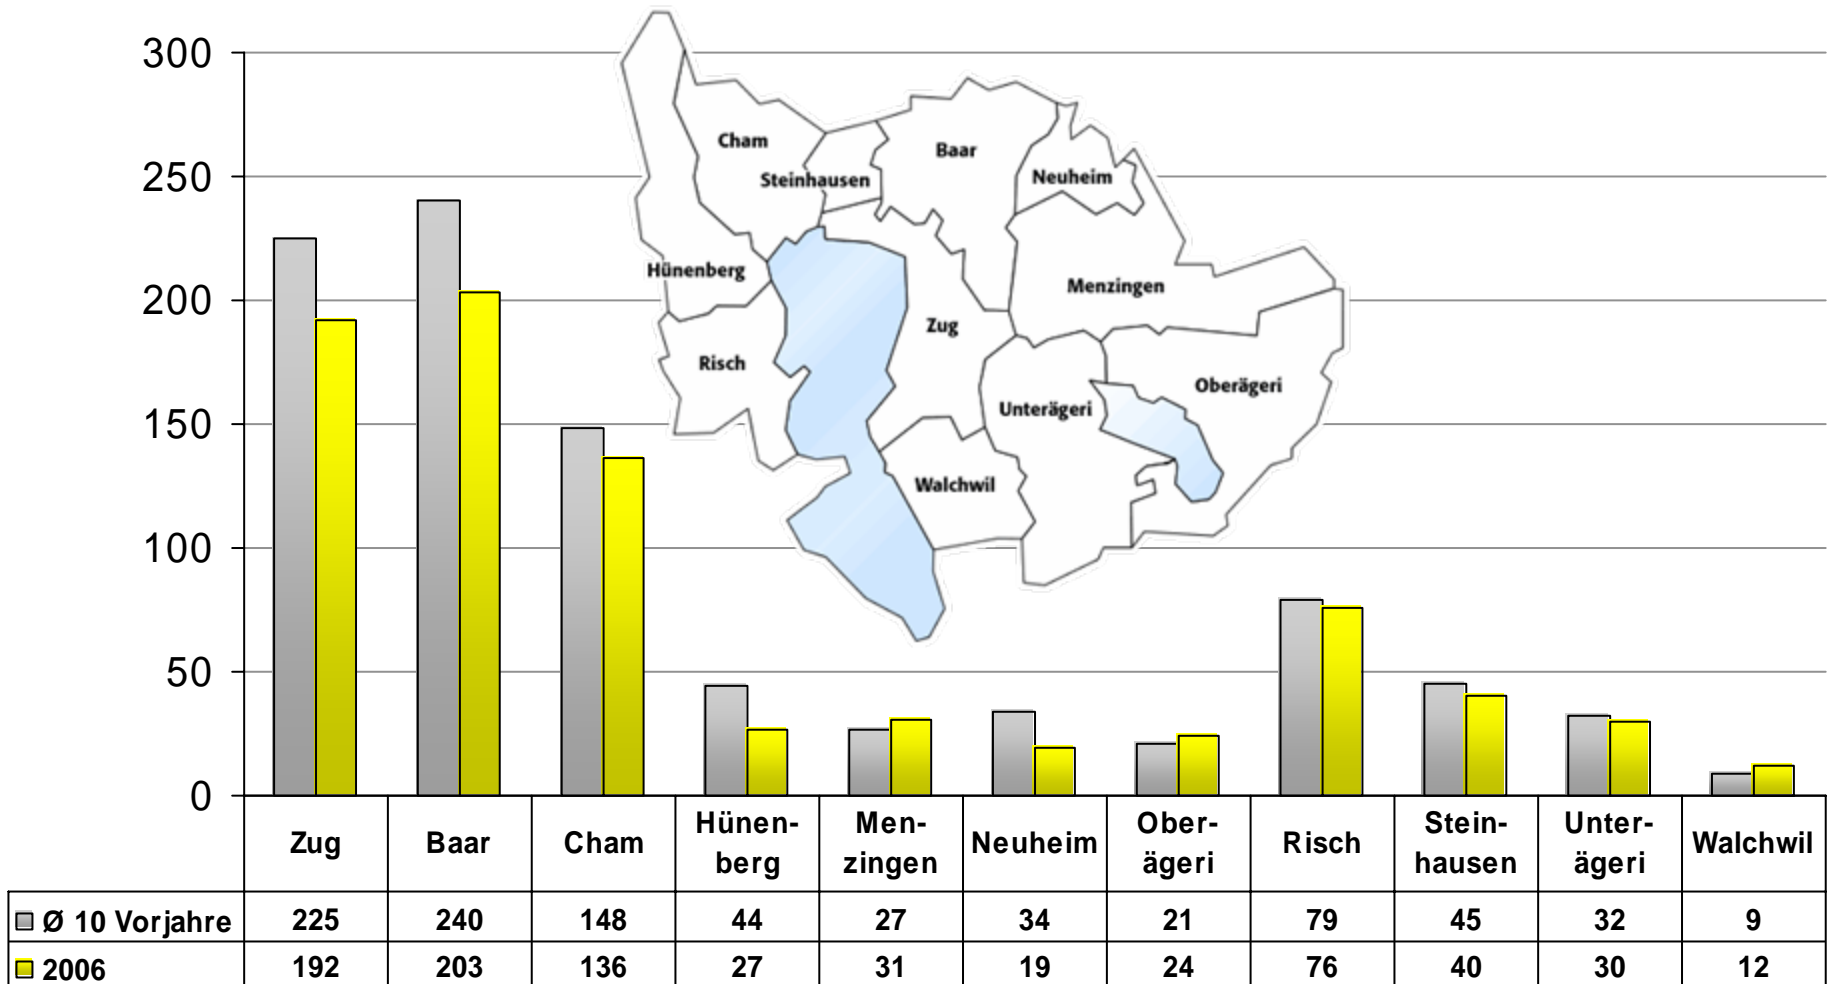 300
250
200
150
100
50
0
Cham
Steinhausen
Baar
Neuheim
Hünenberg
Menzingen
Zug
Risch
Oberägeri
Unterägeri
Walchwil
Zug Baar Cham Hünen-berg Men-zingen Neuheim Ober-ägeri Risch Stein-hausen Unter-ägeri Walchwil
Ø 10 Vorjahre 225 240 148 44 27 34 21 79 45 32 9
2006 192 203 136 27 31 19 24 76 40 30 12